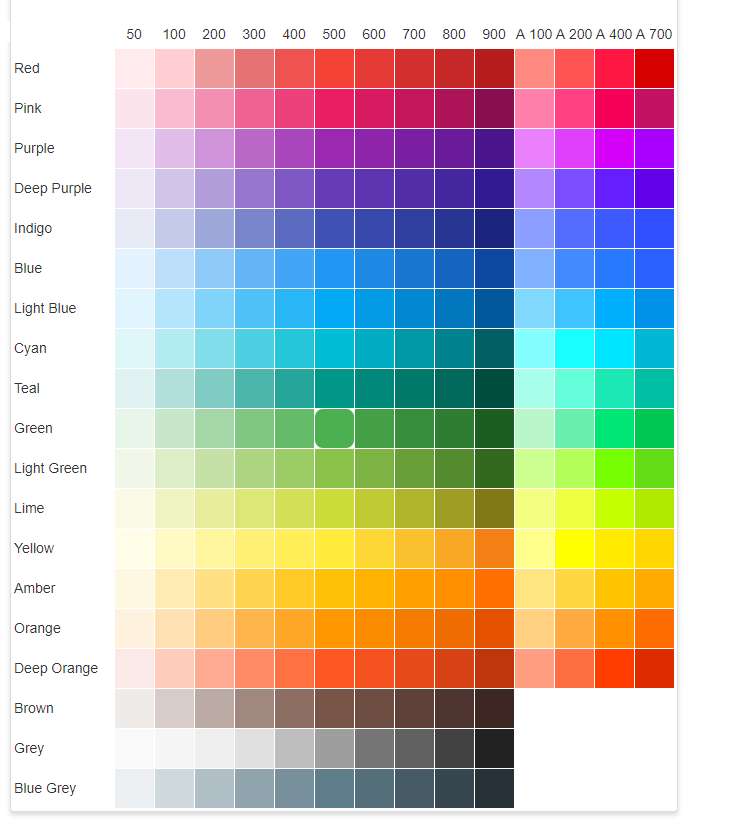 50 100 200 300 400 500 600 700 800 900 A 100 A 200 A 400 A 700
Red
Pink
Purple
Deep Purple
Indigo
Blue
Light Blue
Cyan
Teal
Green
Light Green
Lime
Yellow
Amber
Orange
Deep Orange
Brown
Grey
Blue Grey